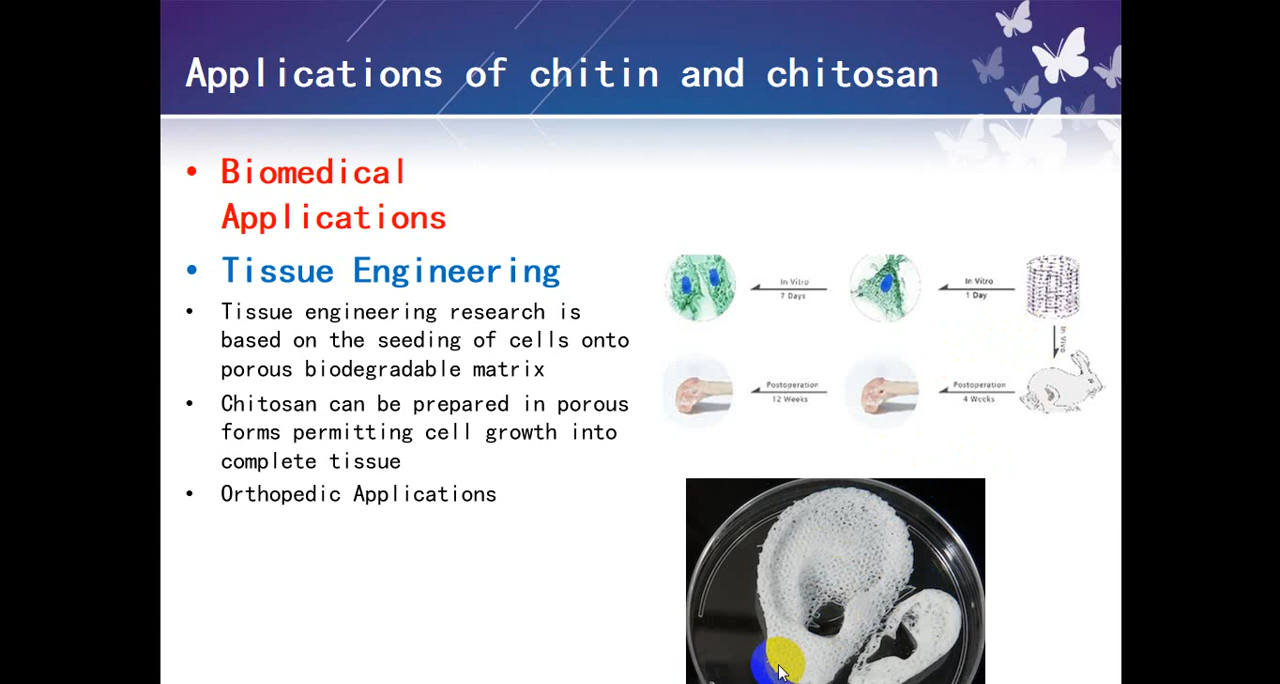 Applications of chitin and chitosan
• Biomedical
Applications
• Tissue Engineering
• Tissue engineering research is
based on the seeding of cells onto
porous biodegradable matrix
• Chitosan can be prepared in porous
forms permitting cell growth into
complete tissue
• Orthopedic Applications
In Vitro
7 Days
In Vitro
1 Day
In Vivo
Postoperation
12 Weeks
Postoperation
4 Weeks